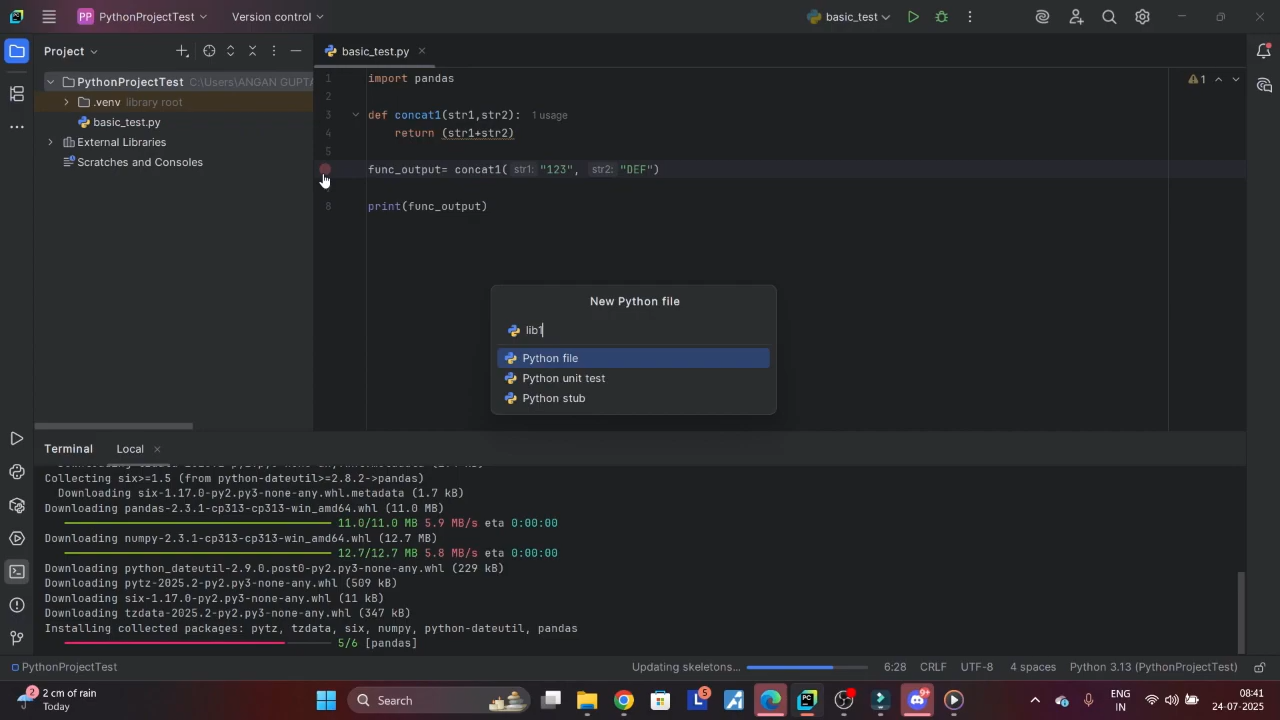 PP PythonProjectTest Version control basic_test
Project basic_test.py
PythonProjectTest C:\Users\ANGAN GUPTA
.venv library root
basic_test.py
External Libraries
Scratches and Consoles
1 import pandas 1
2
3 def concat1(str1,str2): 1 usage
4 return (str1+str2)
5
func_output= concat1( str1: "123", str2: "DEF")
8 print(func_output)
New Python file
lib1
Python file
Python unit test
Python stub
Terminal Local
Collecting six>=1.5 (from python-dateutil>=2.8.2->pandas)
Downloading six-1.17.0-py2.py3-none-any.whl.metadata (1.7 kB)
Downloading pandas-2.3.1-cp313-cp313-win_amd64.whl (11.0 MB)
11.0/11.0 MB 5.9 MB/s eta 0:00:00
Downloading numpy-2.3.1-cp313-cp313-win_amd64.whl (12.7 MB)
12.7/12.7 MB 5.8 MB/s eta 0:00:00
Downloading python_dateutil-2.9.0.post0-py2.py3-none-any.whl (229 kB)
Downloading pytz-2025.2-py2.py3-none-any.whl (509 kB)
Downloading six-1.17.0-py2.py3-none-any.whl (11 kB)
Downloading tzdata-2025.2-py2.py3-none-any.whl (347 kB)
Installing collected packages: pytz, tzdata, six, numpy, python-dateutil, pandas
5/6 [pandas]
PythonProjectTest Updating skeletons... 6:28 CRLF UTF-8 4 spaces Python 3.13 (PythonProjectTest)
2 2 cm of rain
Today
Search
5
9+
ENG
IN
08:41
24-07-2025